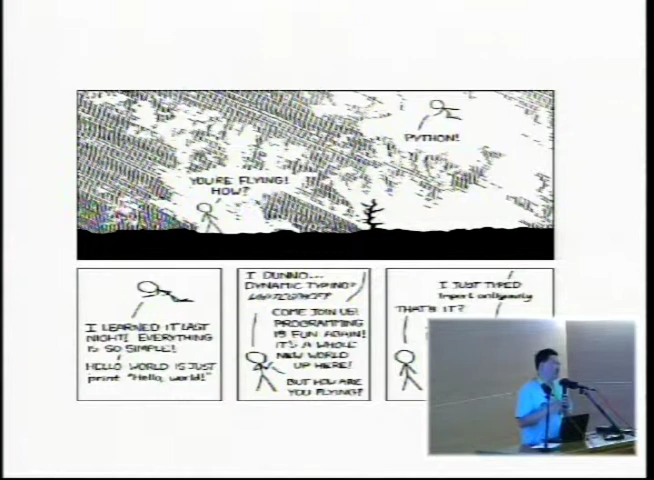 YOU'RE FLYING!
HOW?
PYTHON!
I LEARNED IT LAST
NIGHT! EVERYTHING
IS SO SIMPLE!
HELLO WORLD IS JUST
print "Hello, world!"
I DUNNO...
DYNAMIC TYPING?
WHITESPACE?
COME JOIN US!
PROGRAMMING
IS FUN AGAIN!
IT'S A WHOLE
NEW WORLD
UP HERE!
BUT HOW ARE
YOU FLYING?
I JUST TYPED
import antigravity
THAT'S IT?